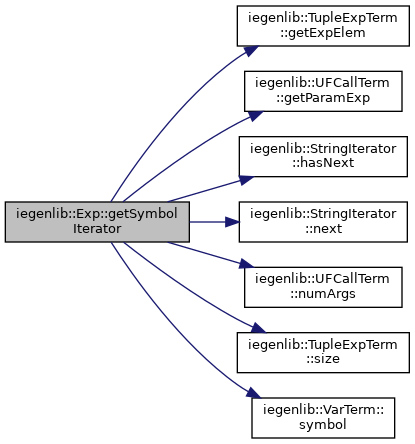 iegenlib::TupleExpTerm
::getExpElem
iegenlib::UFCallTerm
::getParamExp
iegenlib::StringIterator
::hasNext
iegenlib::Exp::getSymbol
Iterator
iegenlib::StringIterator
::next
iegenlib::UFCallTerm
::numArgs
iegenlib::TupleExpTerm
::size
iegenlib::VarTerm::
symbol